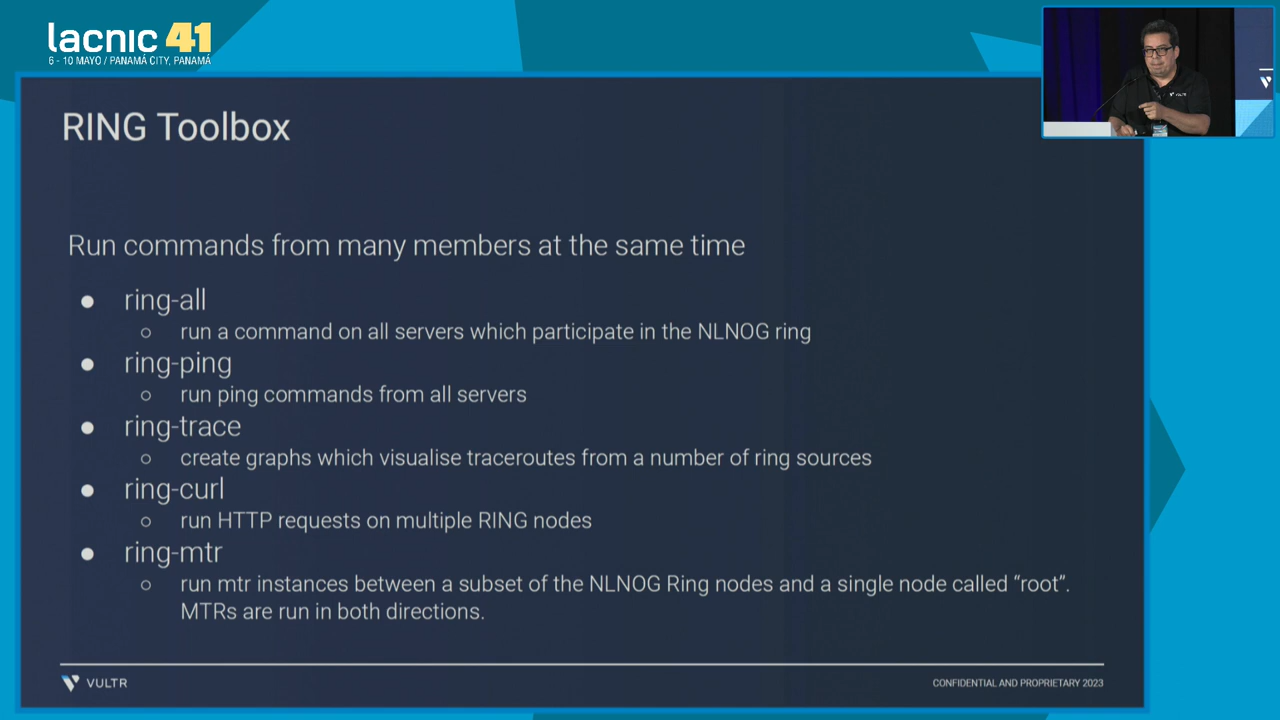 lacnic 41
6 - 10 MAYO / PANAMÁ CITY, PANAMÁ
VULTR
RING Toolbox
Run commands from many members at the same time
● ring-all
○ run a command on all servers which participate in the NLNOG ring
● ring-ping
○ run ping commands from all servers
● ring-trace
○ create graphs which visualise traceroutes from a number of ring sources
● ring-curl
○ run HTTP requests on multiple RING nodes
● ring-mtr
○ run mtr instances between a subset of the NLNOG Ring nodes and a single node called “root”.
MTRs are run in both directions.
VULTR
CONFIDENTIAL AND PROPRIETARY 2023